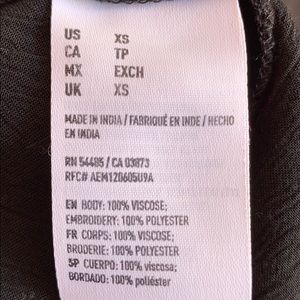 US XS
CA TP
MX EXCH
UK XS
MADE IN INDIA / FABRIQUÉ EN INDE / HECHO
EN INDIA
RN 54485 / CA 03873
RFC# AEM120605U9A
EN BODY: 100% VISCOSE;
EMBROIDERY: 100% POLYESTER
FR CORPS: 100% VISCOSE;
BRODERIE: 100% POLYESTER
SP CUERPO: 100% viscosa;
BORDADO: 100% poliéster